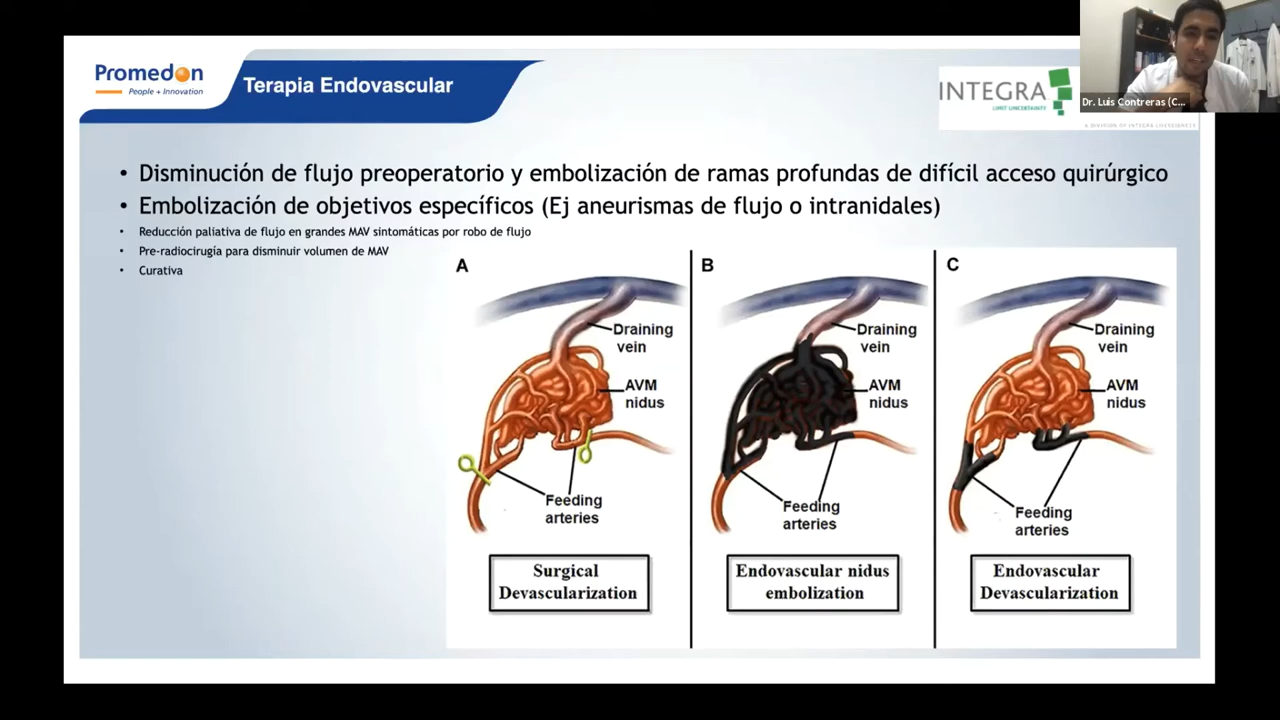 Promedon
People + Innovation
Terapia Endovascular
INTEGRA
LIMIT UNCERTAINTY
A DIVISION OF INTEGRA LIFESCIENCES
Dr. Luis Contreras (C...
• Disminución de flujo preoperatorio y embolización de ramas profundas de difícil acceso quirúrgico
• Embolización de objetivos específicos (Ej aneurismas de flujo o intranidales)
• Reducción paliativa de flujo en grandes MAV sintomáticas por robo de flujo
• Pre-radiocirugía para disminuir volumen de MAV
• Curativa
A
Draining
vein
AVM
nidus
Feeding
arteries
Surgical
Devascularization
B
Draining
vein
AVM
nidus
Feeding
arteries
Endovascular nidus
embolization
C
Draining
vein
AVM
nidus
Feeding
arteries
Endovascular
Devascularization